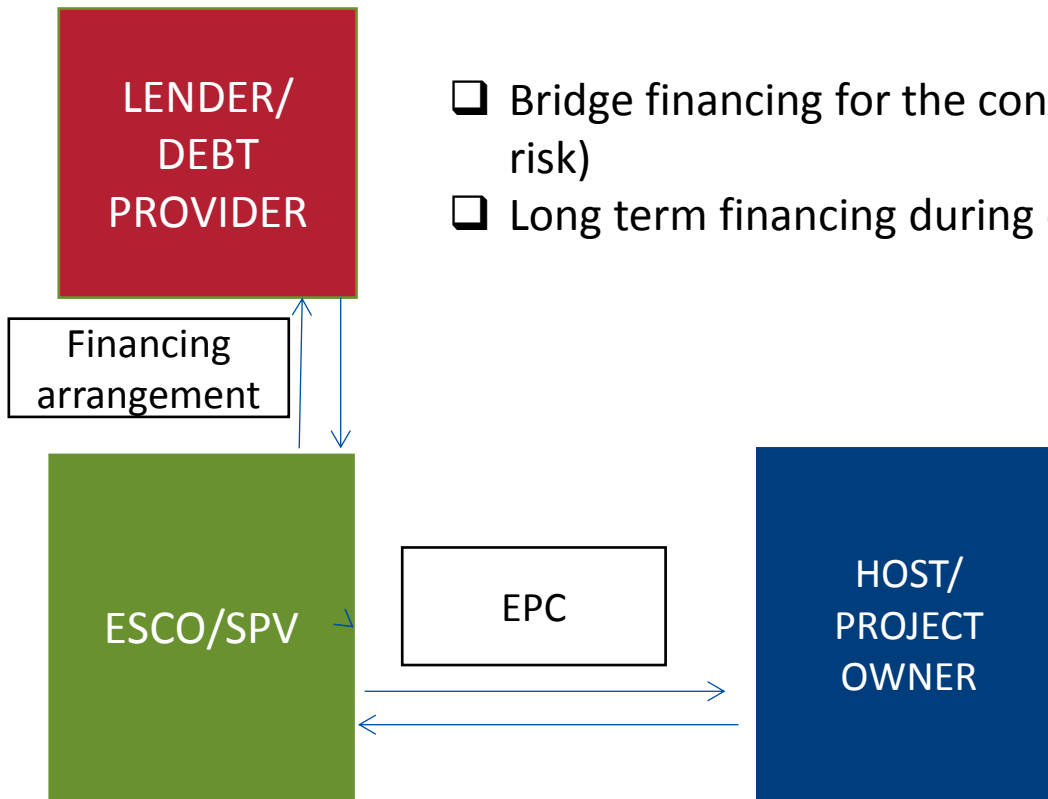 LENDER/
DEBT
PROVIDER
❑ Bridge financing for the con
risk)
❑ Long term financing during
Financing
arrangement
ESCO/SPV
EPC
HOST/
PROJECT
OWNER